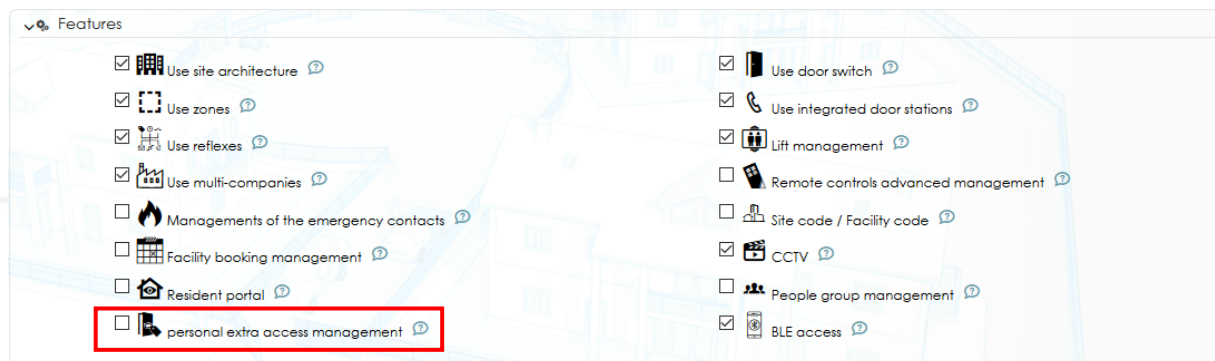 Features
Use site architecture
Use door switch
Use zones
Use integrated door stations
Use reflexes
Lift management
Use multi-companies
Remote controls advanced management
Managements of the emergency contacts
Site code / Facility code
Facility booking management
CCTV
Resident portal
People group management
personal extra access management
BLE access